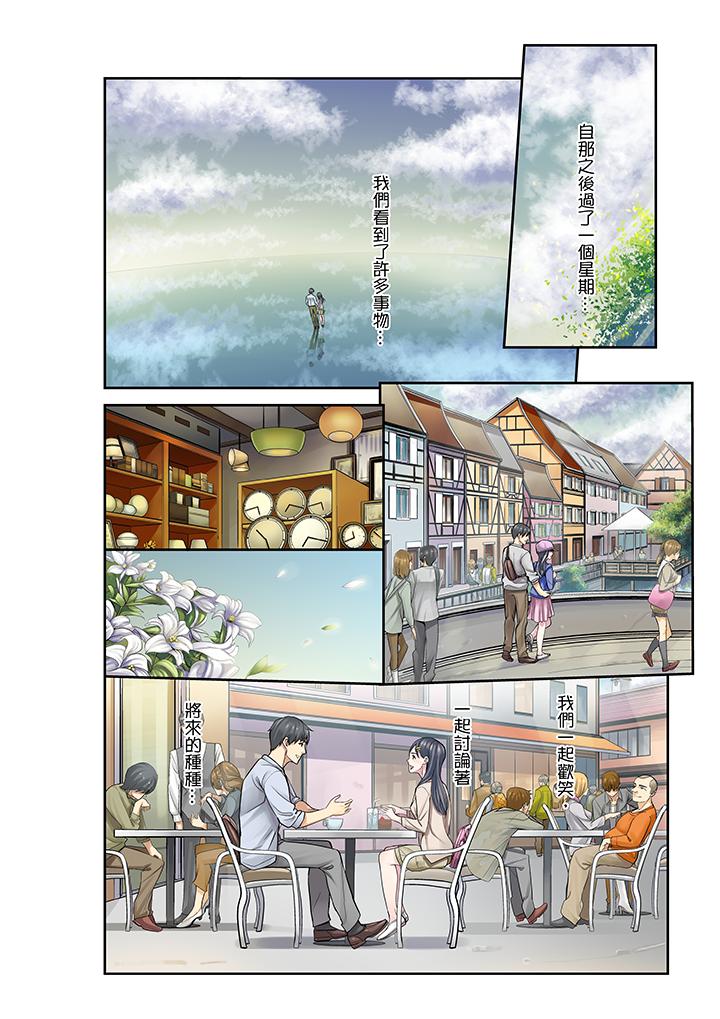 自那之後過了一個星期…
我們看到了許多事物…
我們一起歡笑，
一起討論著
將來的種種…